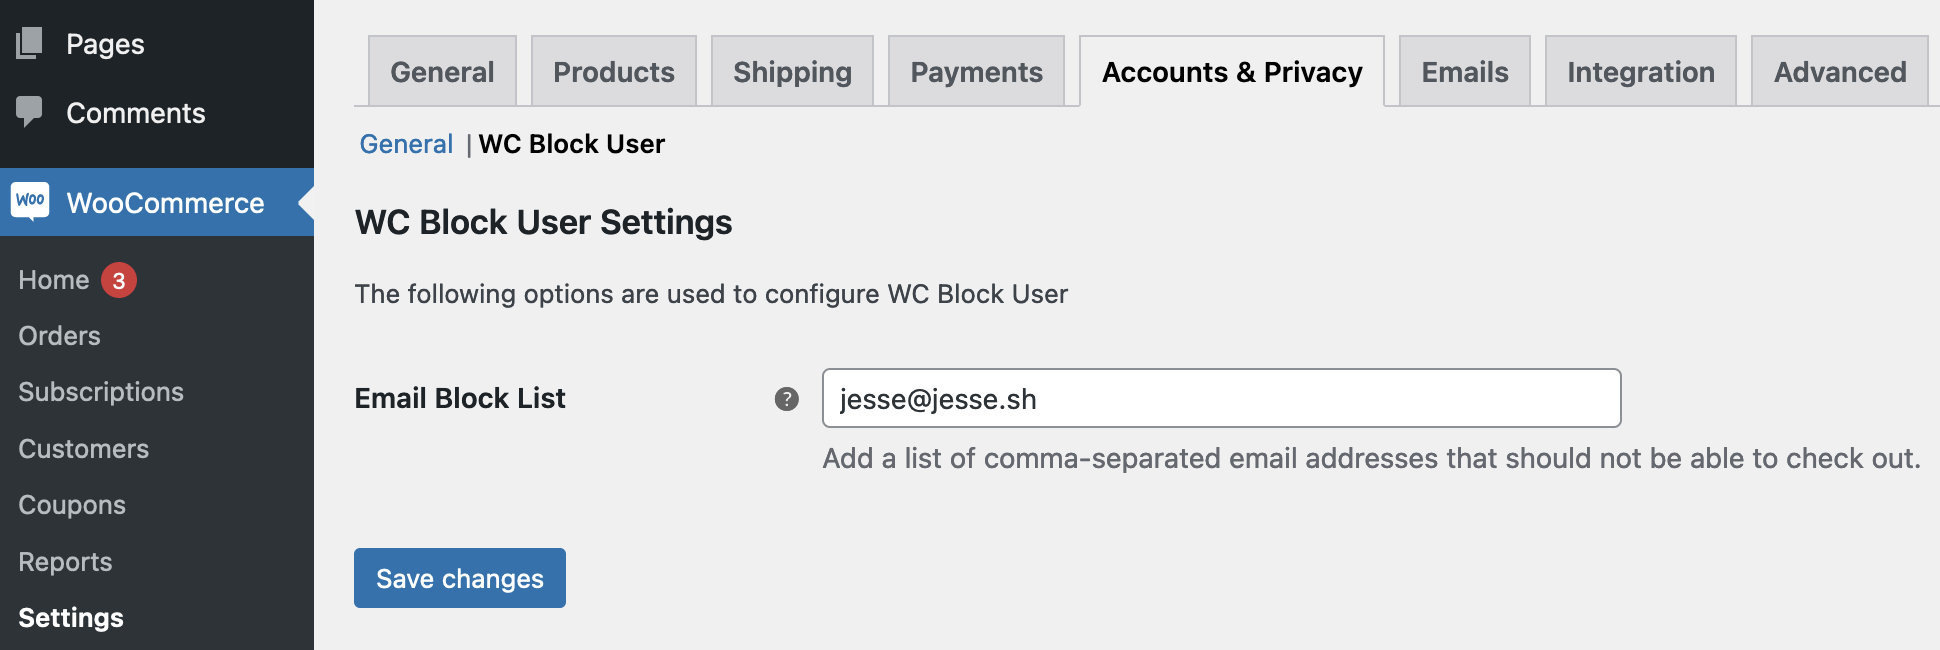 Pages
Comments
Woo WooCommerce
Home 3
Orders
Subscriptions
Customers
Coupons
Reports
Settings
General Products Shipping Payments Accounts & Privacy Emails Integration Advanced
General | WC Block User
WC Block User Settings
The following options are used to configure WC Block User
Email Block List ? jesse@jesse.sh
Add a list of comma-separated email addresses that should not be able to check out.
Save changes